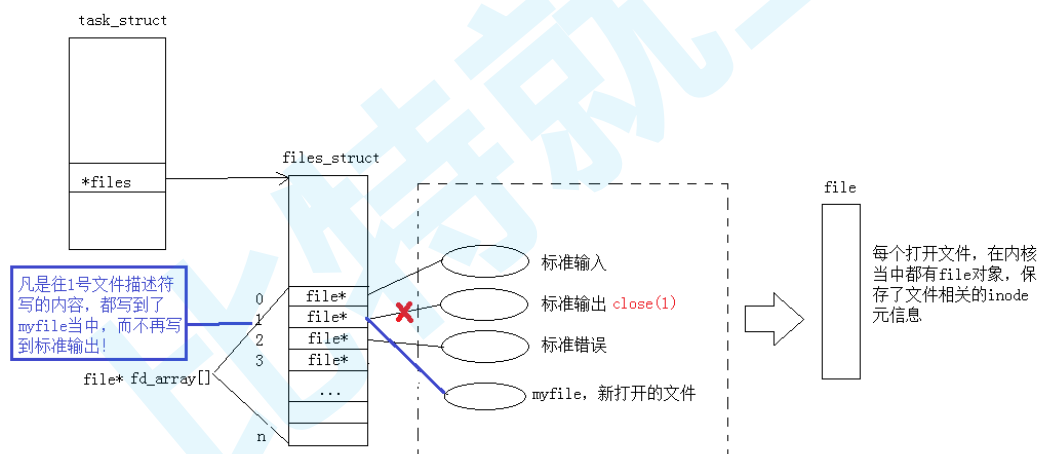 task_struct
*files
files_struct
file
凡是往1号文件描述符
写的内容，都写到了
myfile当中，而不再写
到标准输出！
file* fd_array[]
0
1
2
3
n
file*
file*
file*
file*
...
标准输入
标准输出 close(1)
标准错误
myfile，新打开的文件
每个打开文件，在内核
当中都有file对象，保
存了文件相关的inode
元信息
比特就